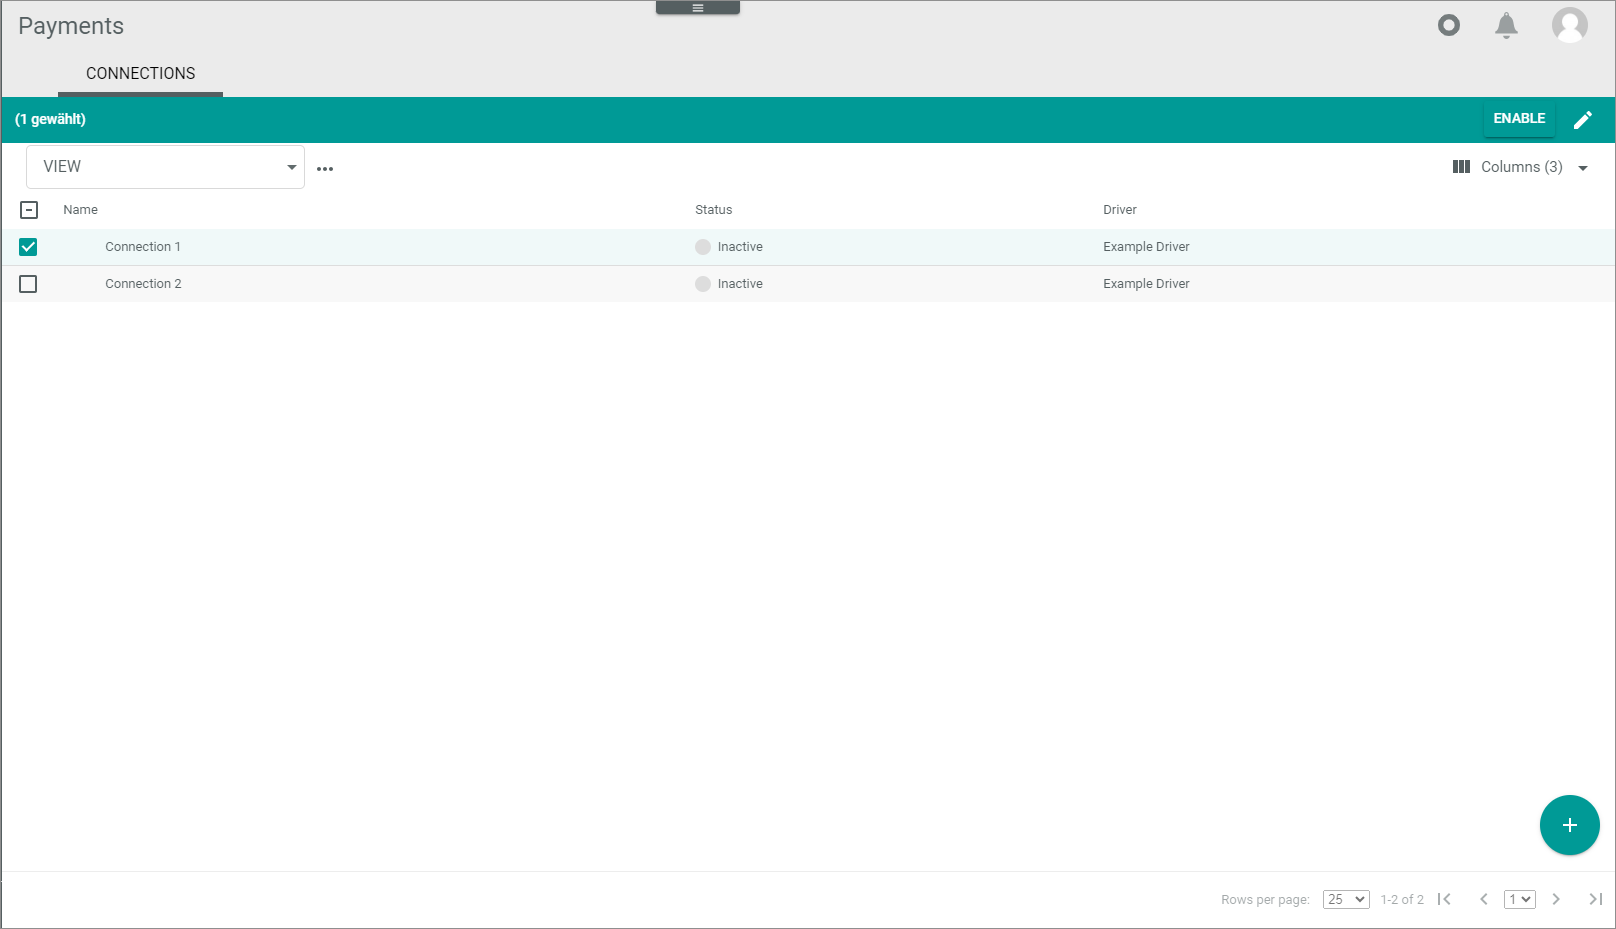 Payments
CONNECTIONS
(1 gewählt)
ENABLE
VIEW
Columns (3)
Name Status Driver
Connection 1 Inactive Example Driver
Connection 2 Inactive Example Driver
Rows per page: 25 1-2 of 2 1